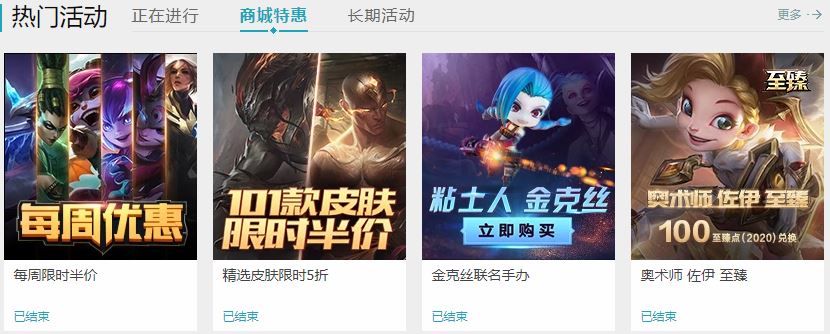 热门活动
正在进行
商城特惠
长期活动
更多
每周优惠
101款皮肤
限时半价
粘土人 金克丝
立即购买
至臻
奥术师 佐伊 至臻
100 至臻点(2020)兑换
每周限时半价
精选皮肤限时5折
金克丝联名手办
奥术师 佐伊 至臻
已结束
已结束
已结束
已结束